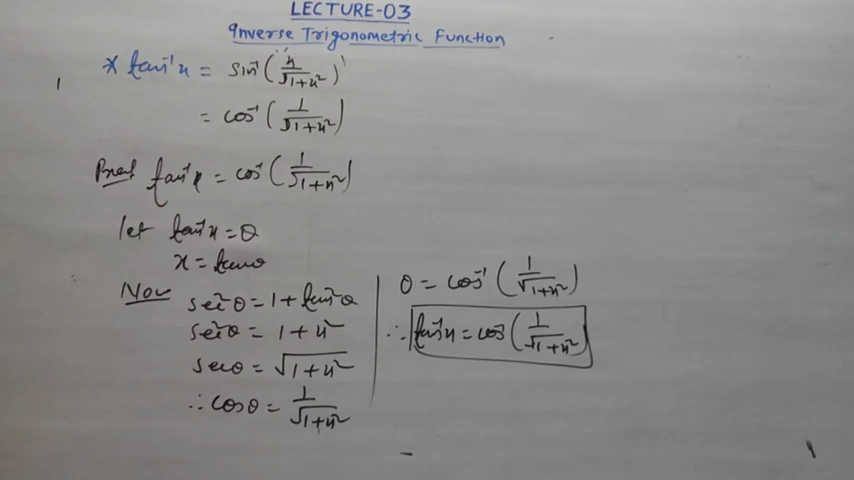 LECTURE-03
Inverse Trigonometric Function
* tan⁻¹x = sin⁻¹(x/√1+x²)
= cos⁻¹(1/√1+x²)
Proof tan⁻¹x = cos⁻¹(1/√1+x²)
let tan⁻¹x = θ
x = tanθ
Now sec²θ = 1 + tan²θ
sec²θ = 1 + x²
secθ = √1+x²
∴ cosθ = 1/√1+x²
θ = cos⁻¹(1/√1+x²)
∴ tan⁻¹x = cos⁻¹(1/√1+x²)